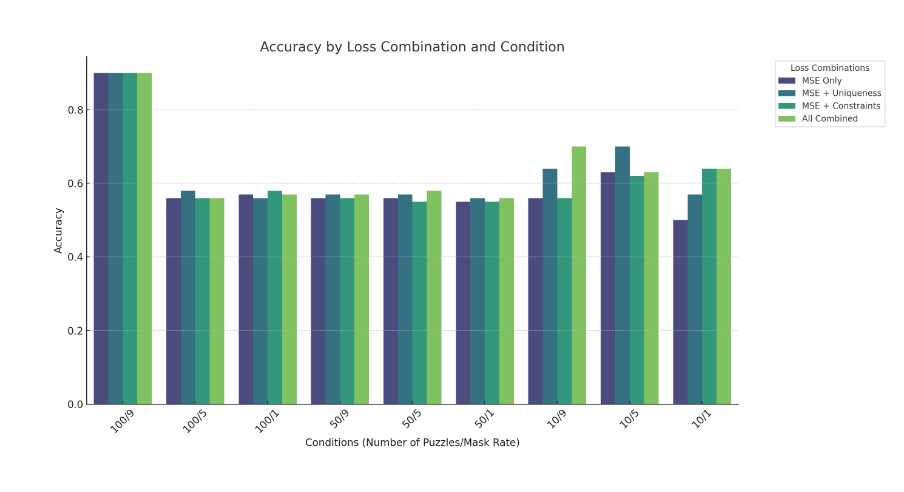 Accuracy by Loss Combination and Condition
Loss Combinations
MSE Only
MSE + Uniqueness
MSE + Constraints
All Combined
Accuracy
0.8
0.6
0.4
0.2
0.0
100/9
100/5
100/1
50/9
50/5
50/1
10/9
10/5
10/1
Conditions (Number of Puzzles/Mask Rate)